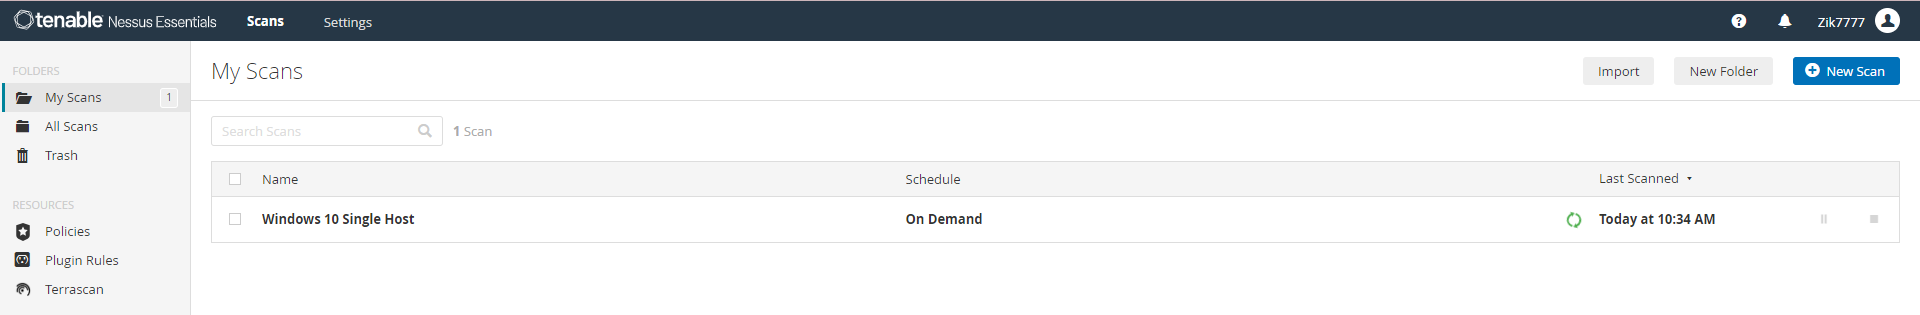 tenable Nessus Essentials Scans Settings Zik7777
FOLDERS
My Scans 1
All Scans
Trash
RESOURCES
Policies
Plugin Rules
Terrascan
My Scans
Import New Folder New Scan
Search Scans 1 Scan
Name Schedule Last Scanned
Windows 10 Single Host On Demand Today at 10:34 AM